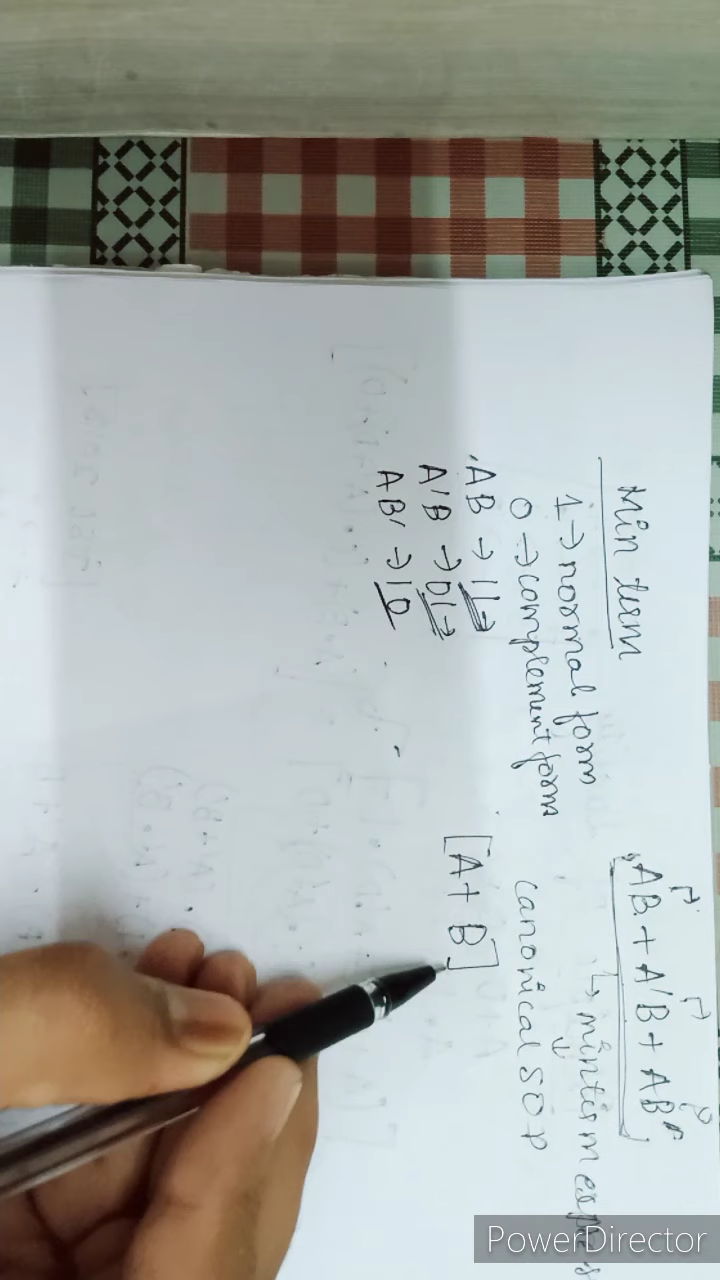 Min term
1 → normal form
0 → complement form
AB → 11 →
A'B → 01 →
AB' → 10
AB + A'B + AB'
↳ minterm
↓
canonical SOP
[A + B]
PowerDirector